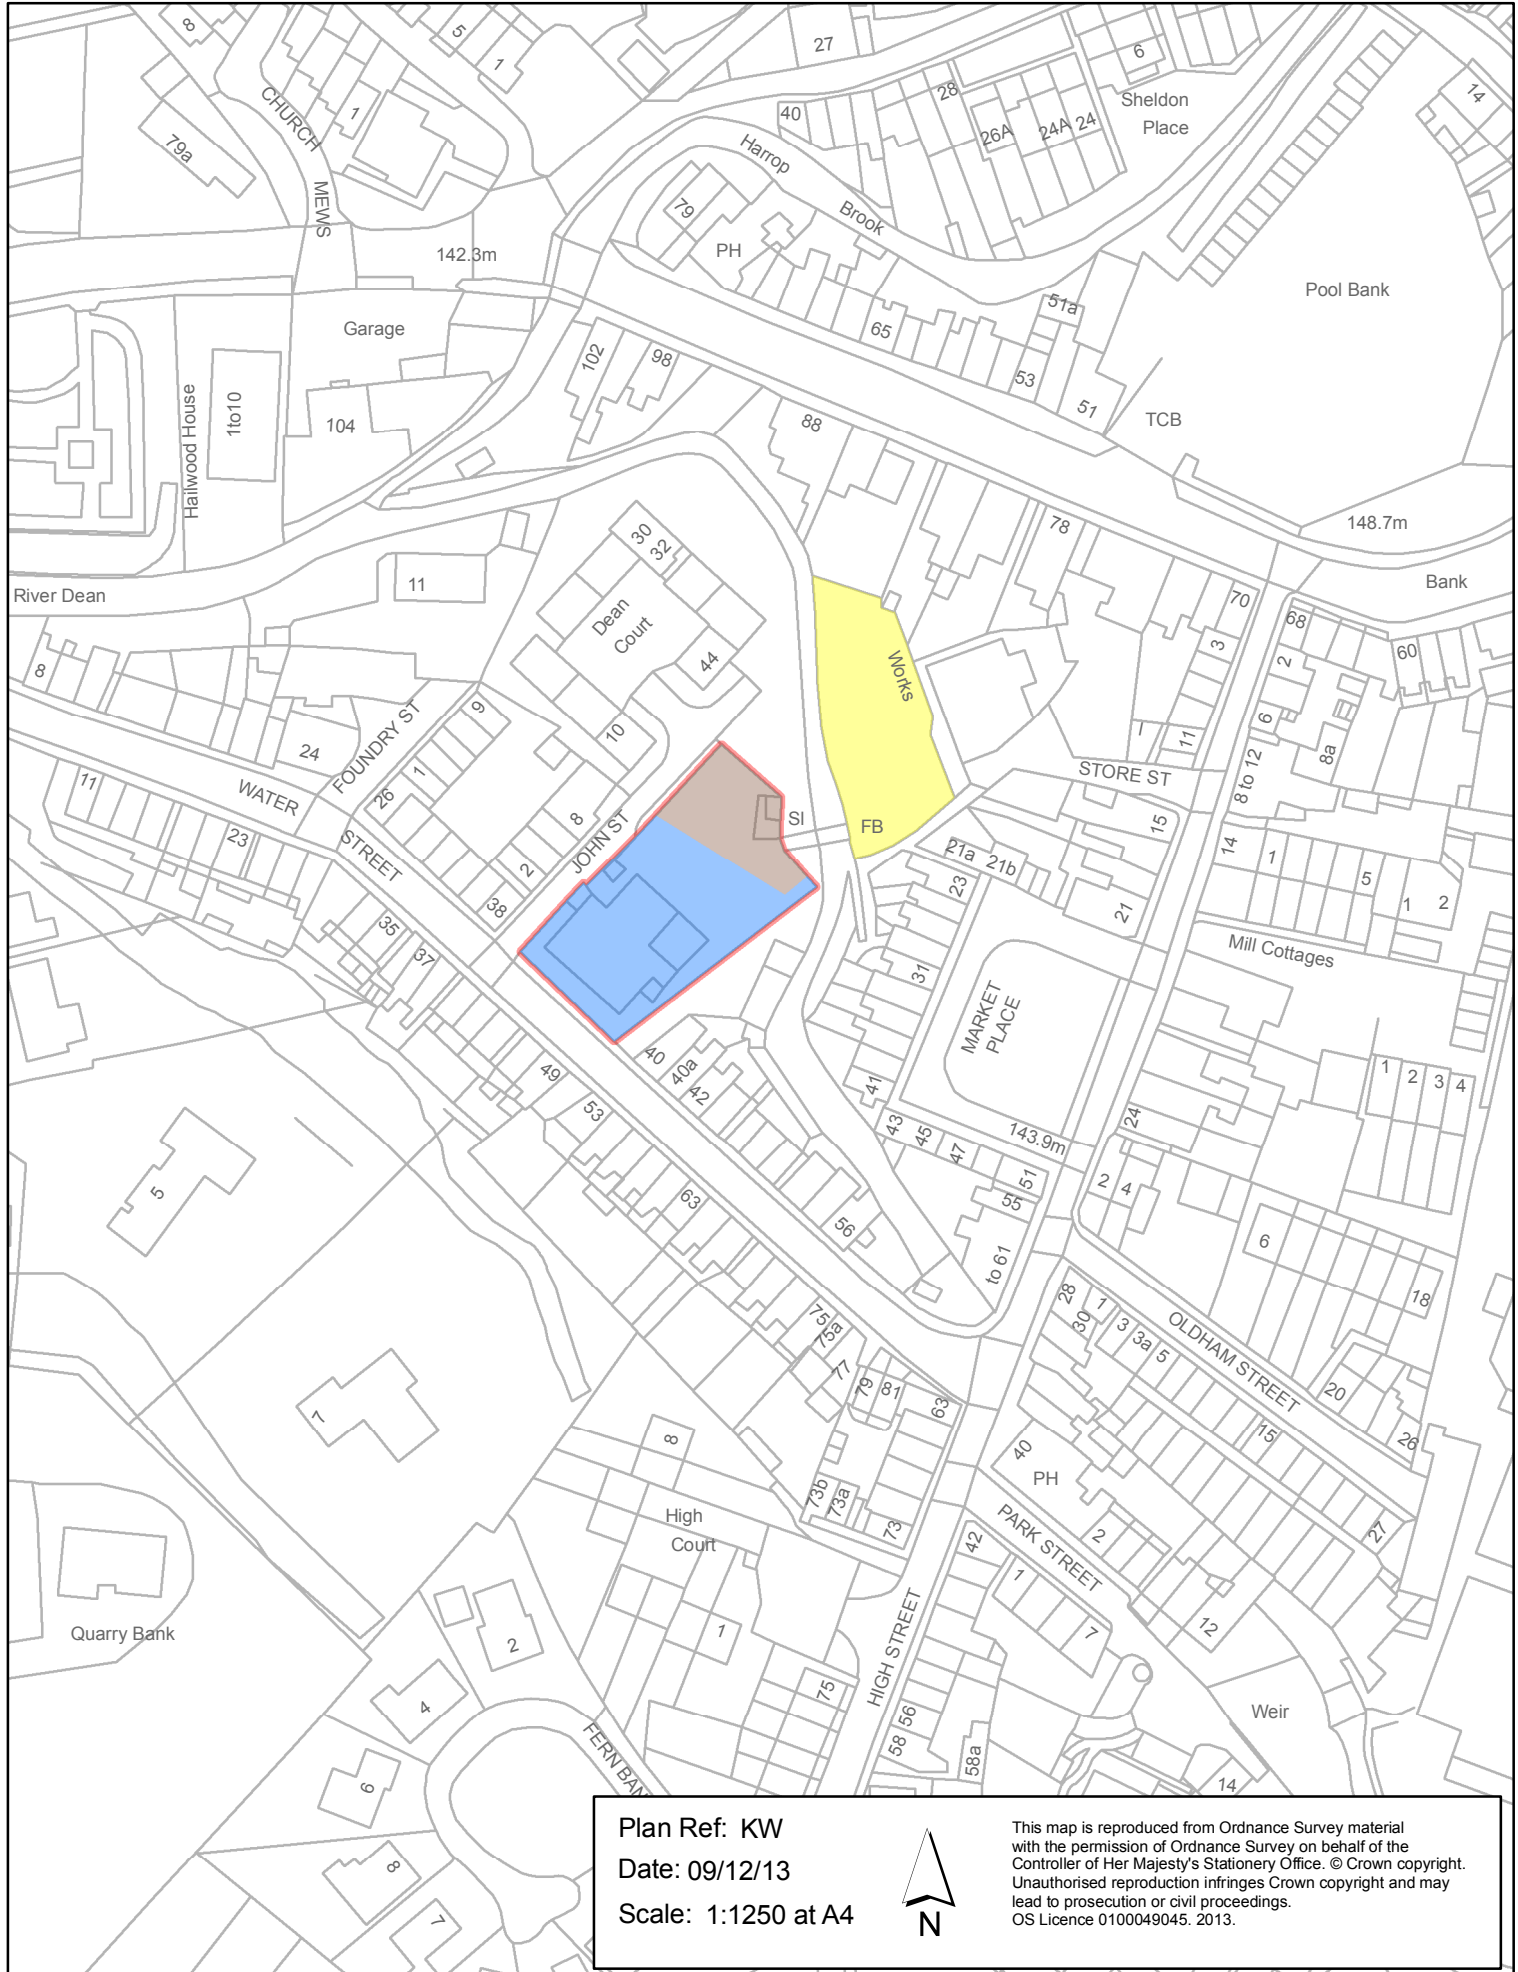 8
5
1
27
6
14
CHURCH
1
40
28
26A
24A
24
Sheldon
Place
79a
Harrop
MEWS
79
Brook
142.3m
PH
Pool Bank
51a
Garage
65
102
98
53
51
TCB
Hailwood House
1to10
104
88
148.7m
78
30
32
River Dean
11
Dean
Court
Bank
70
68
3
60
2
8
44
Works
9
FOUNDRY ST
24
10
6
I
11
8a
STORE ST
8 to 12
11
WATER
1
26
23
STREET
8
JOHN ST
SI
FB
15
14
1
5
1
2
2
38
21a
21b
23
21
35
37
31
Mill Cottages
MARKET
PLACE
40
40a
42
49
53
41
43
45
47
143.9m
24
1
2
3
4
5
63
51
55
2
4
56
6
to 61
28
30
1
3
3a
5
18
OLDHAM STREET
75
75a
77
79
81
63
20
7
8
15
26
40
PH
73b
73a
73
27
High
Court
42
PARK STREET
2
1
Quarry Bank
2
1
7
12
HIGH STREET
75
4
56
58
58a
Weir
6
FERN BAN
14
8
7
Plan Ref: KW
Date: 09/12/13
Scale: 1:1250 at A4
N
This map is reproduced from Ordnance Survey material
with the permission of Ordnance Survey on behalf of the
Controller of Her Majesty's Stationery Office. © Crown copyright.
Unauthorised reproduction infringes Crown copyright and may
lead to prosecution or civil proceedings.
OS Licence 0100049045. 2013.